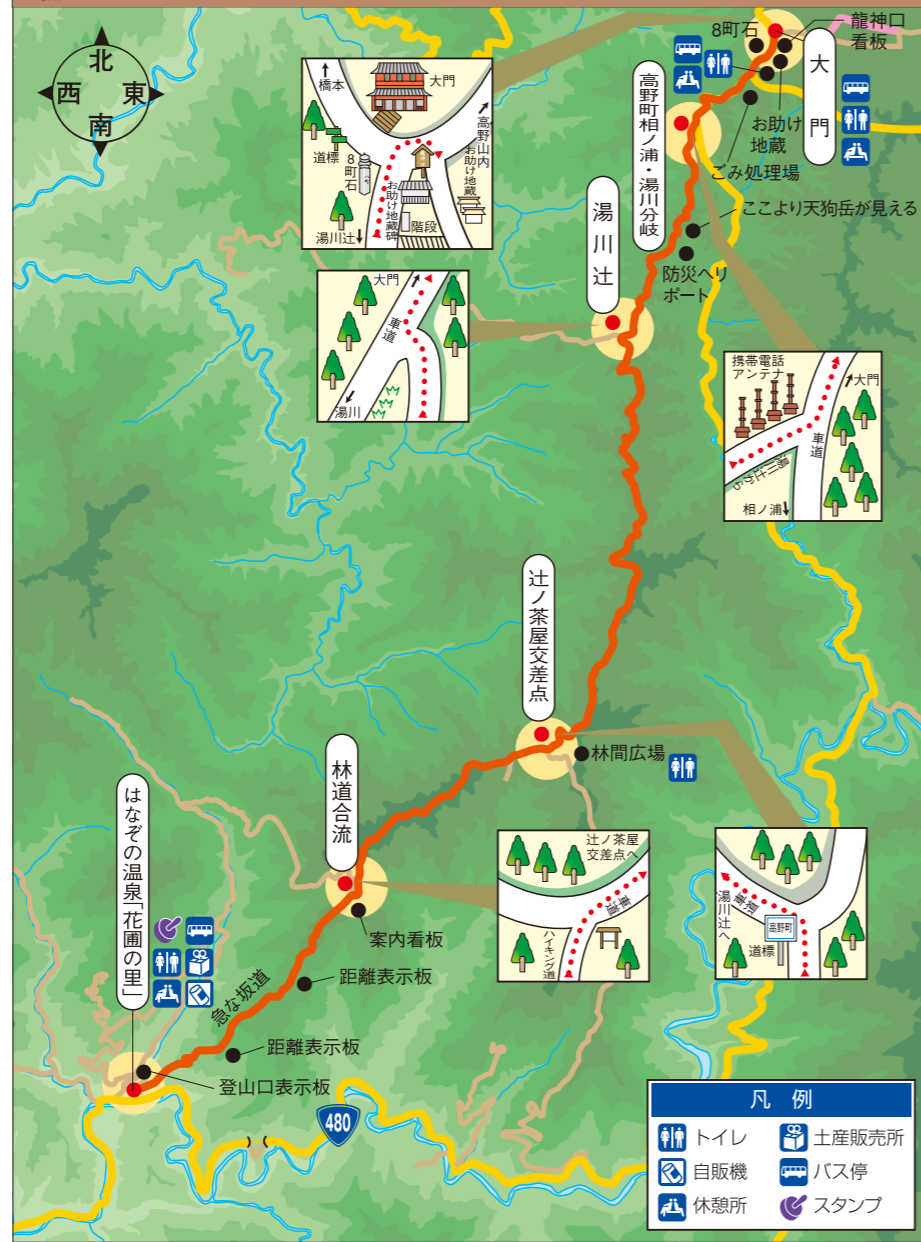 北
西 東
南
橋本
大門
高野山内
道標
8町石
お助け地蔵
お助け地蔵碑
階段
湯川辻
大門
車道
湯川
8町石
龍神口
看板
大門
お助け
地蔵
ごみ処理場
高野町相ノ浦・湯川分岐
ここより天狗岳が見える
防災ヘリ
ポート
湯川辻
携帯電話
アンテナ
大門
車道
湯川辻から
相ノ浦
辻ノ茶屋交差点
林間広場
林道合流
案内看板
はなぞの温泉「花圃の里」
急な坂道
距離表示板
距離表示板
登山口表示板
480
辻ノ茶屋
交差点へ
車道
ハイキング道
車道
湯川辻へ
高野町
道標
凡例
トイレ
土産販売所
自販機
バス停
休憩所
スタンプ